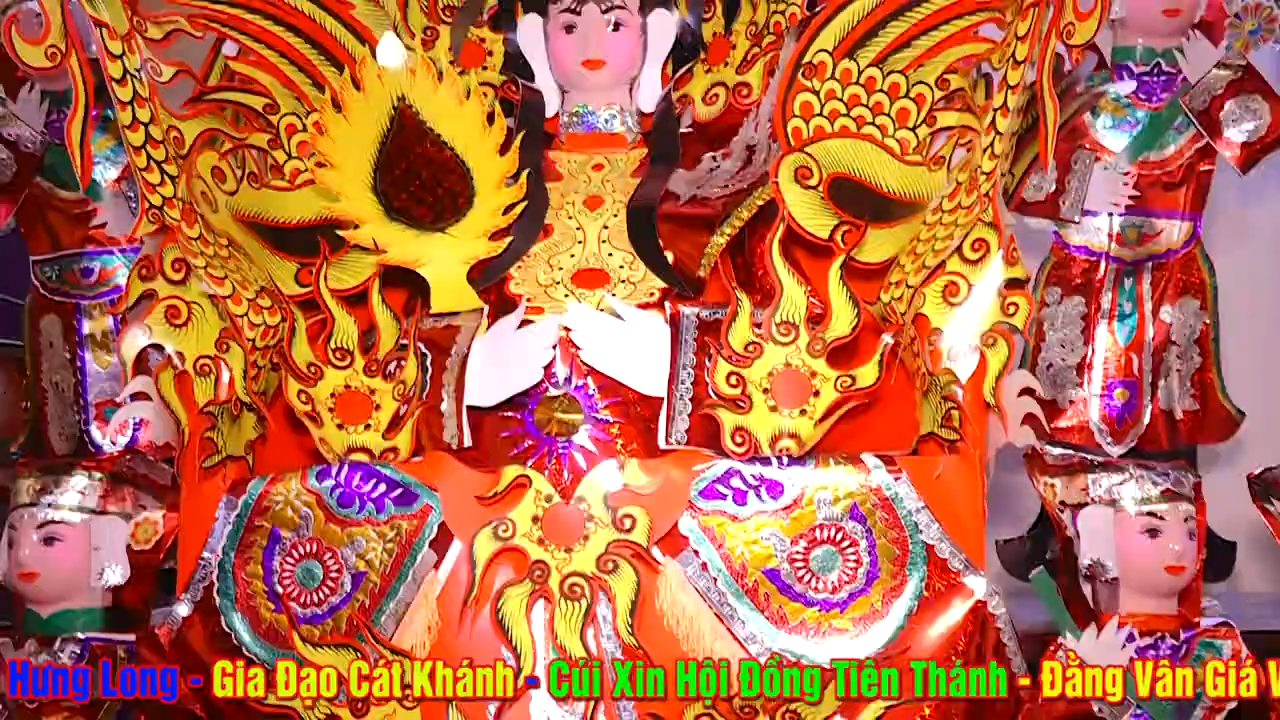 Hưng Long - Gia Đạo Cát Khánh - Cúi Xin Hội Đồng Tiên Thánh - Đằng Vân Giá